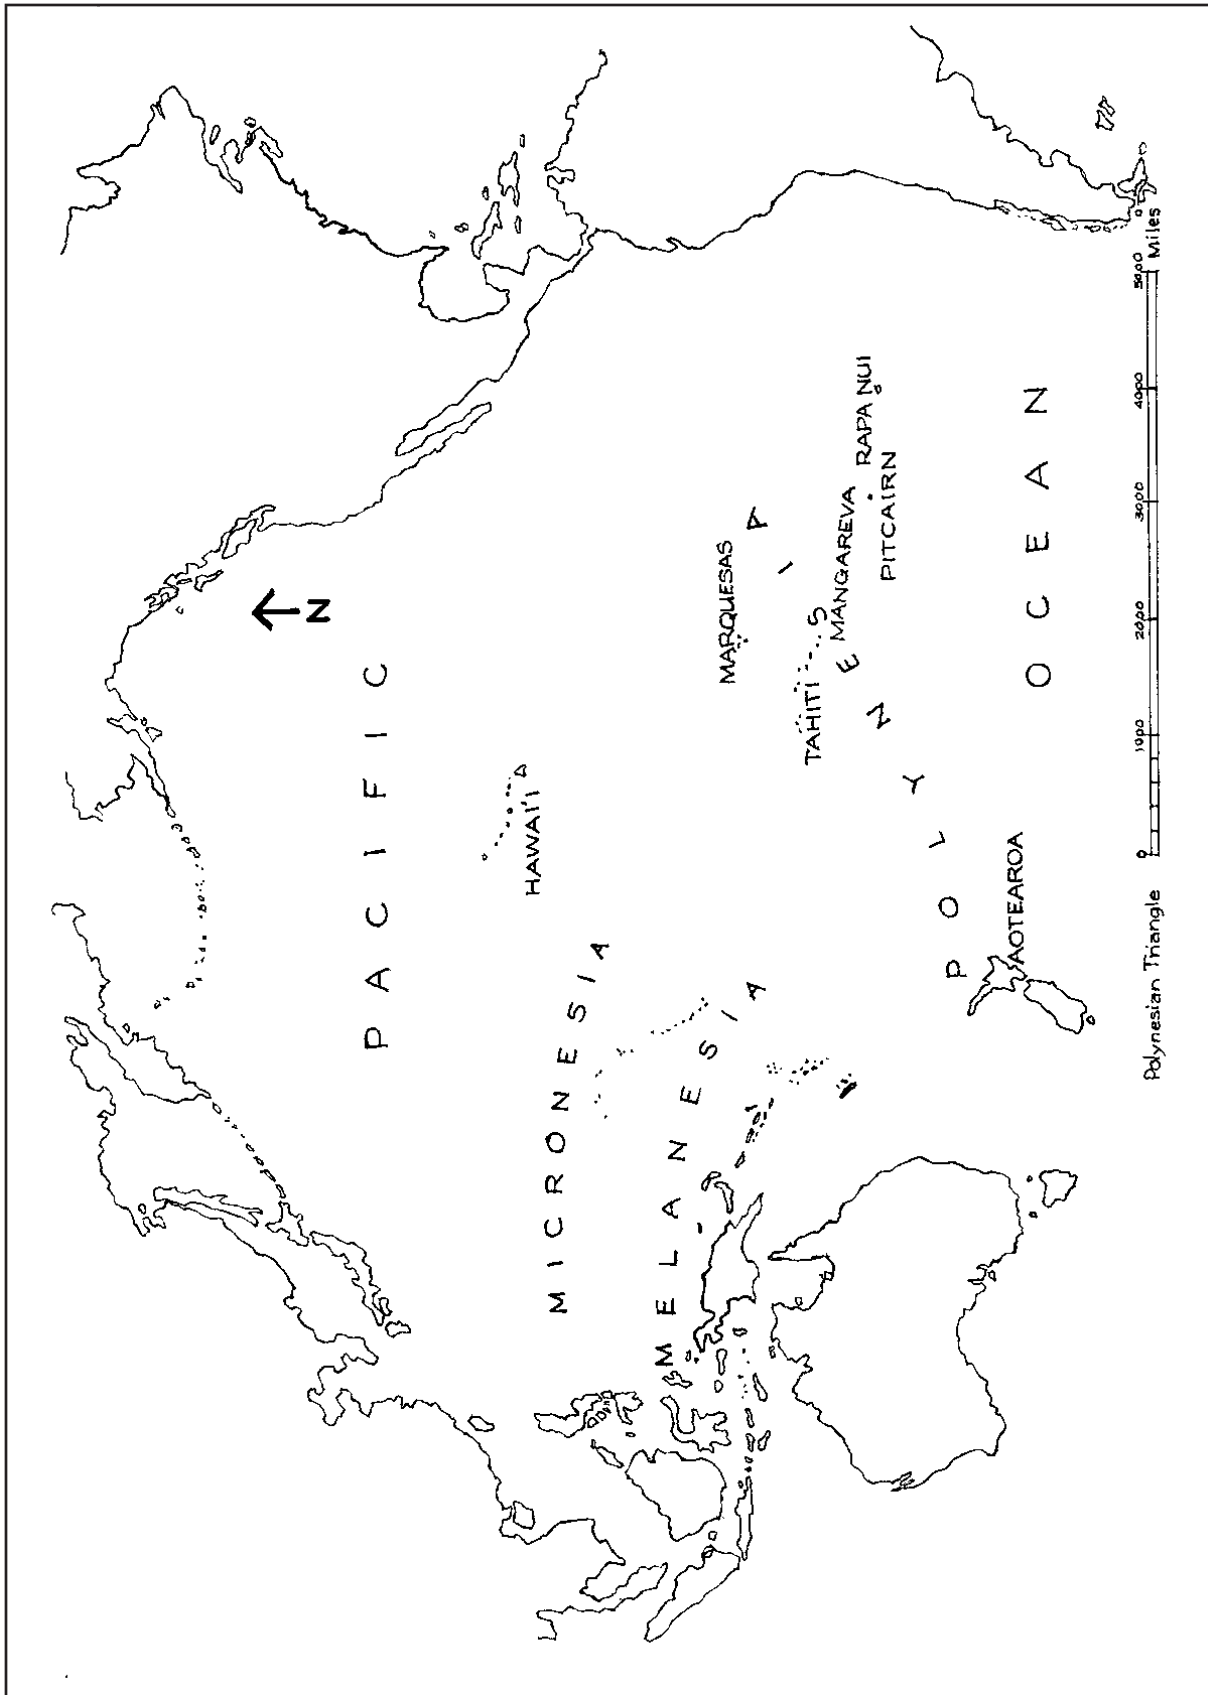 N
PACIFIC
HAWAI'I
MICRONESIA
MELANESIA
MARQUESAS
TAHITI
MANGAREVA
RAPA NUI
PITCAIRN
POLYNESIA
AOTEAROA
OCEAN
Polynesian Triangle
0 1000 2000 3000 4000 5000
Miles